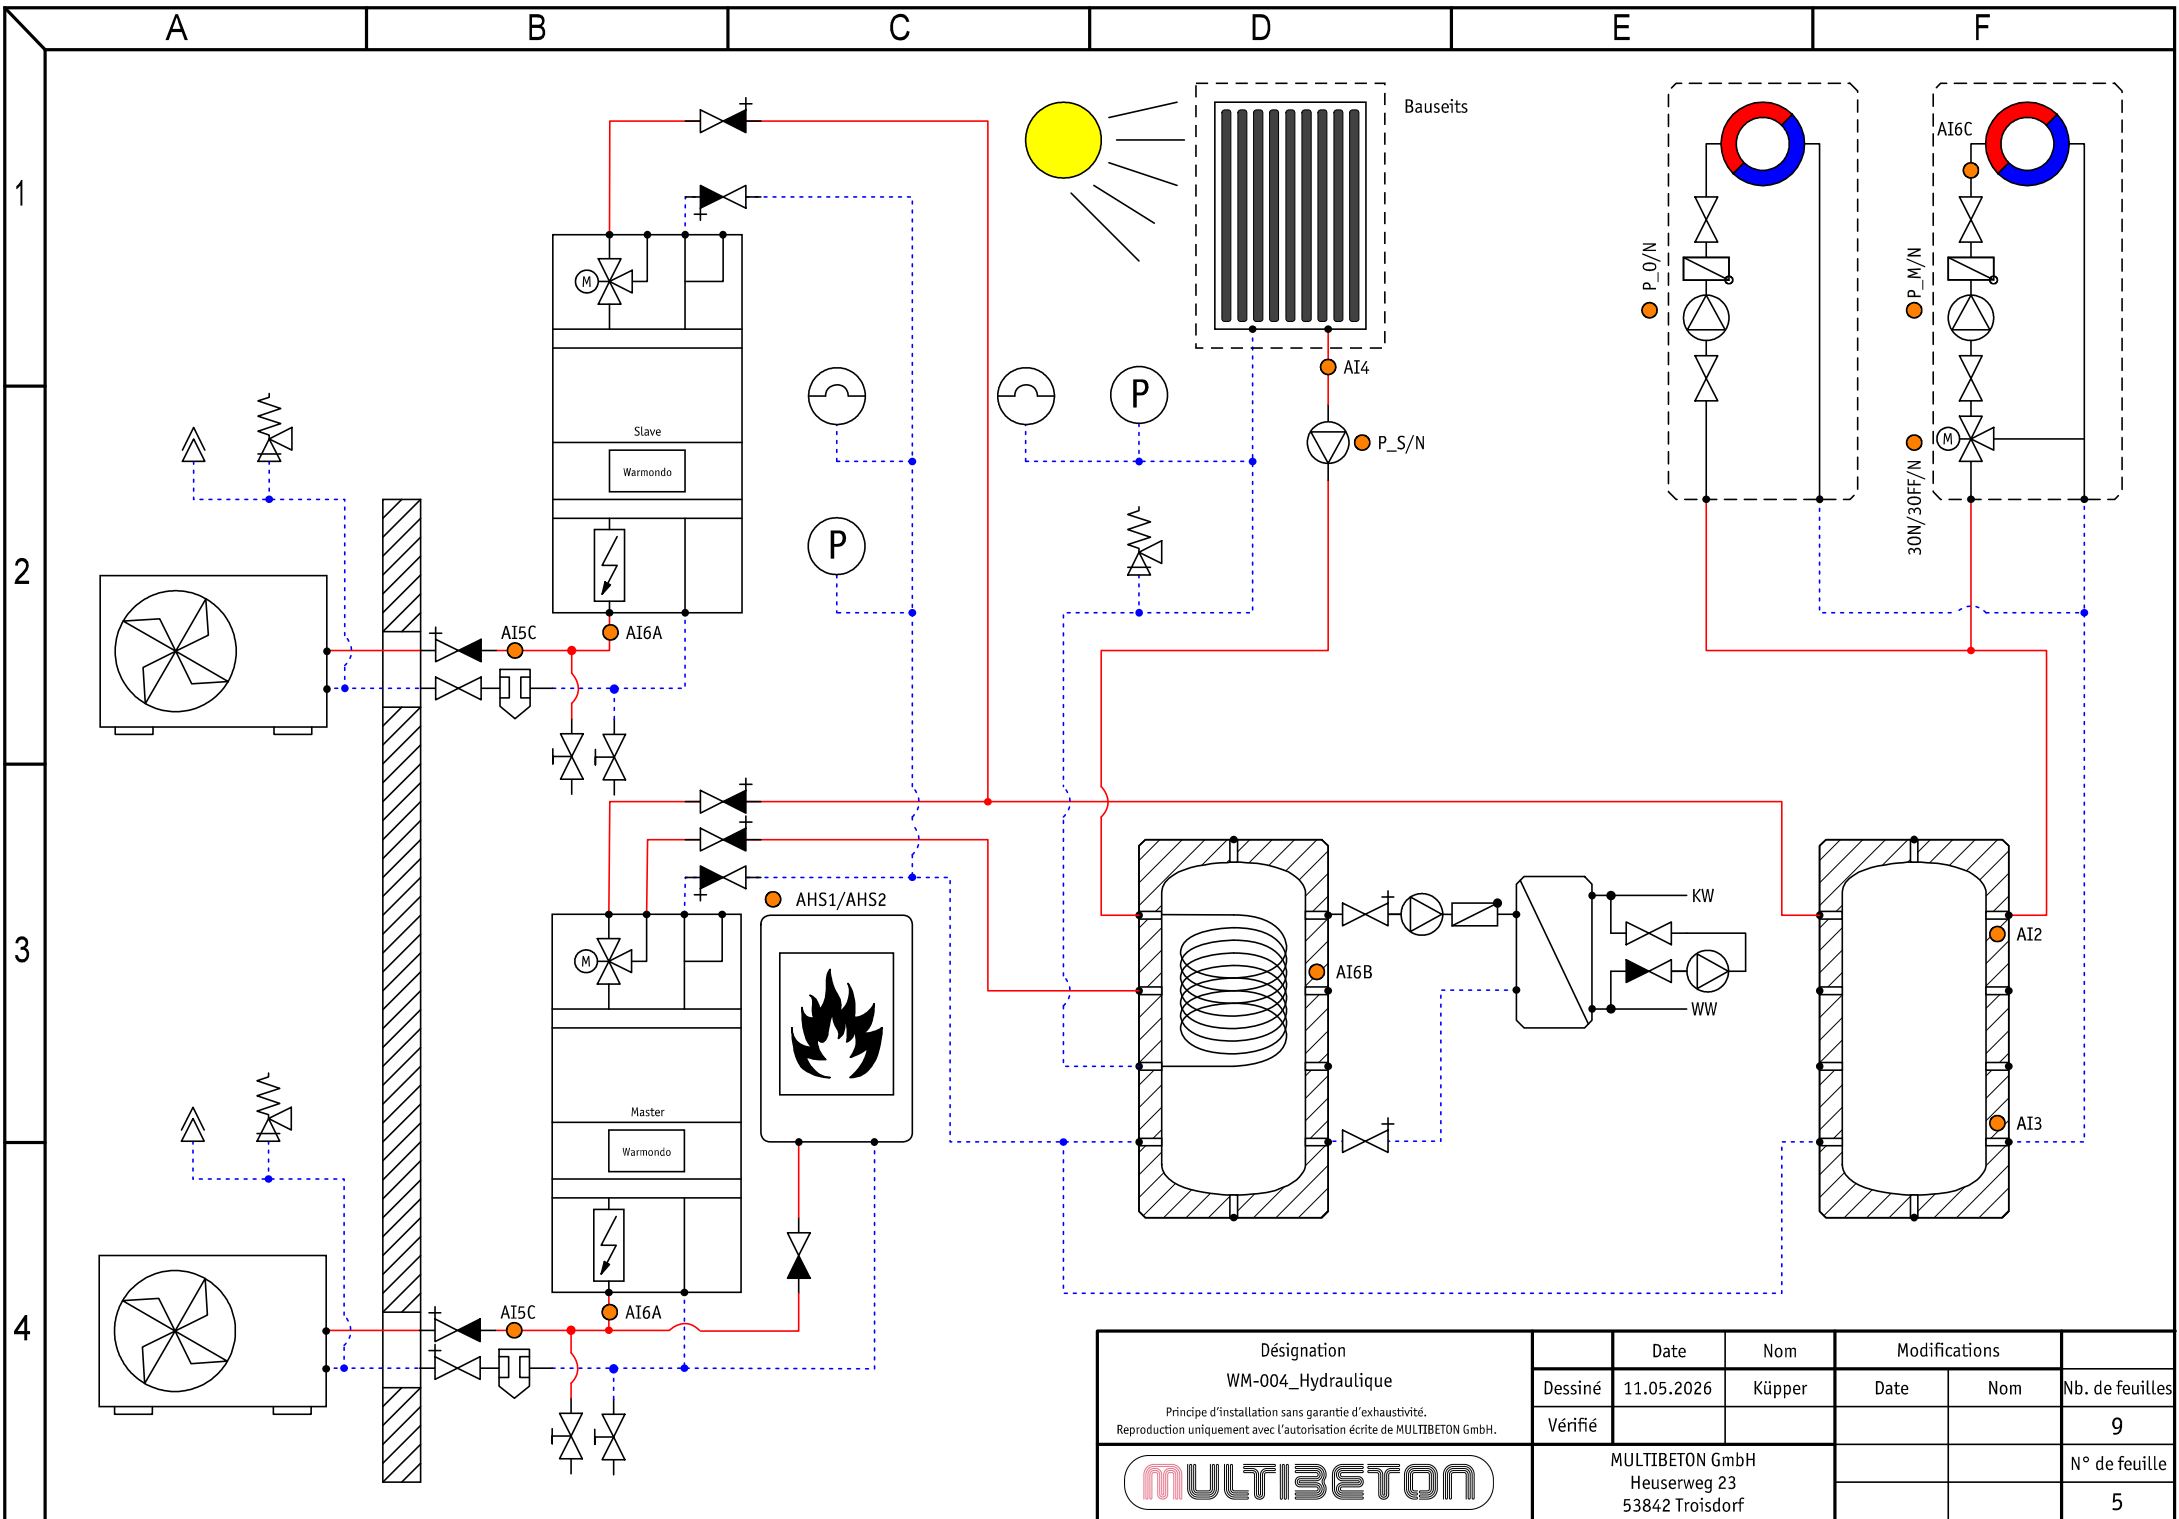 A B C D E F
1
2
3
4
Bauseits
AI6C
P_O/N
P_M/N
AI4
P
P_S/N
3ON/3OFF/N
M
M
Slave
Warmondo
P
AI5C
AI6A
AHS1/AHS2
KW
AI2
M
AI6B
WW
Master
Warmondo
AI3
AI5C
AI6A
Désignation
WM-004_Hydraulique
Principe d'installation sans garantie d'exhaustivité.
Reproduction uniquement avec l'autorisation écrite de MULTIBETON GmbH.
MULTIBETON
Date Nom
Dessiné 11.05.2026 Küpper
Vérifié
MULTIBETON GmbH
Heuserweg 23
53842 Troisdorf
Modifications
Date Nom
Nb. de feuilles
9
N° de feuille
5